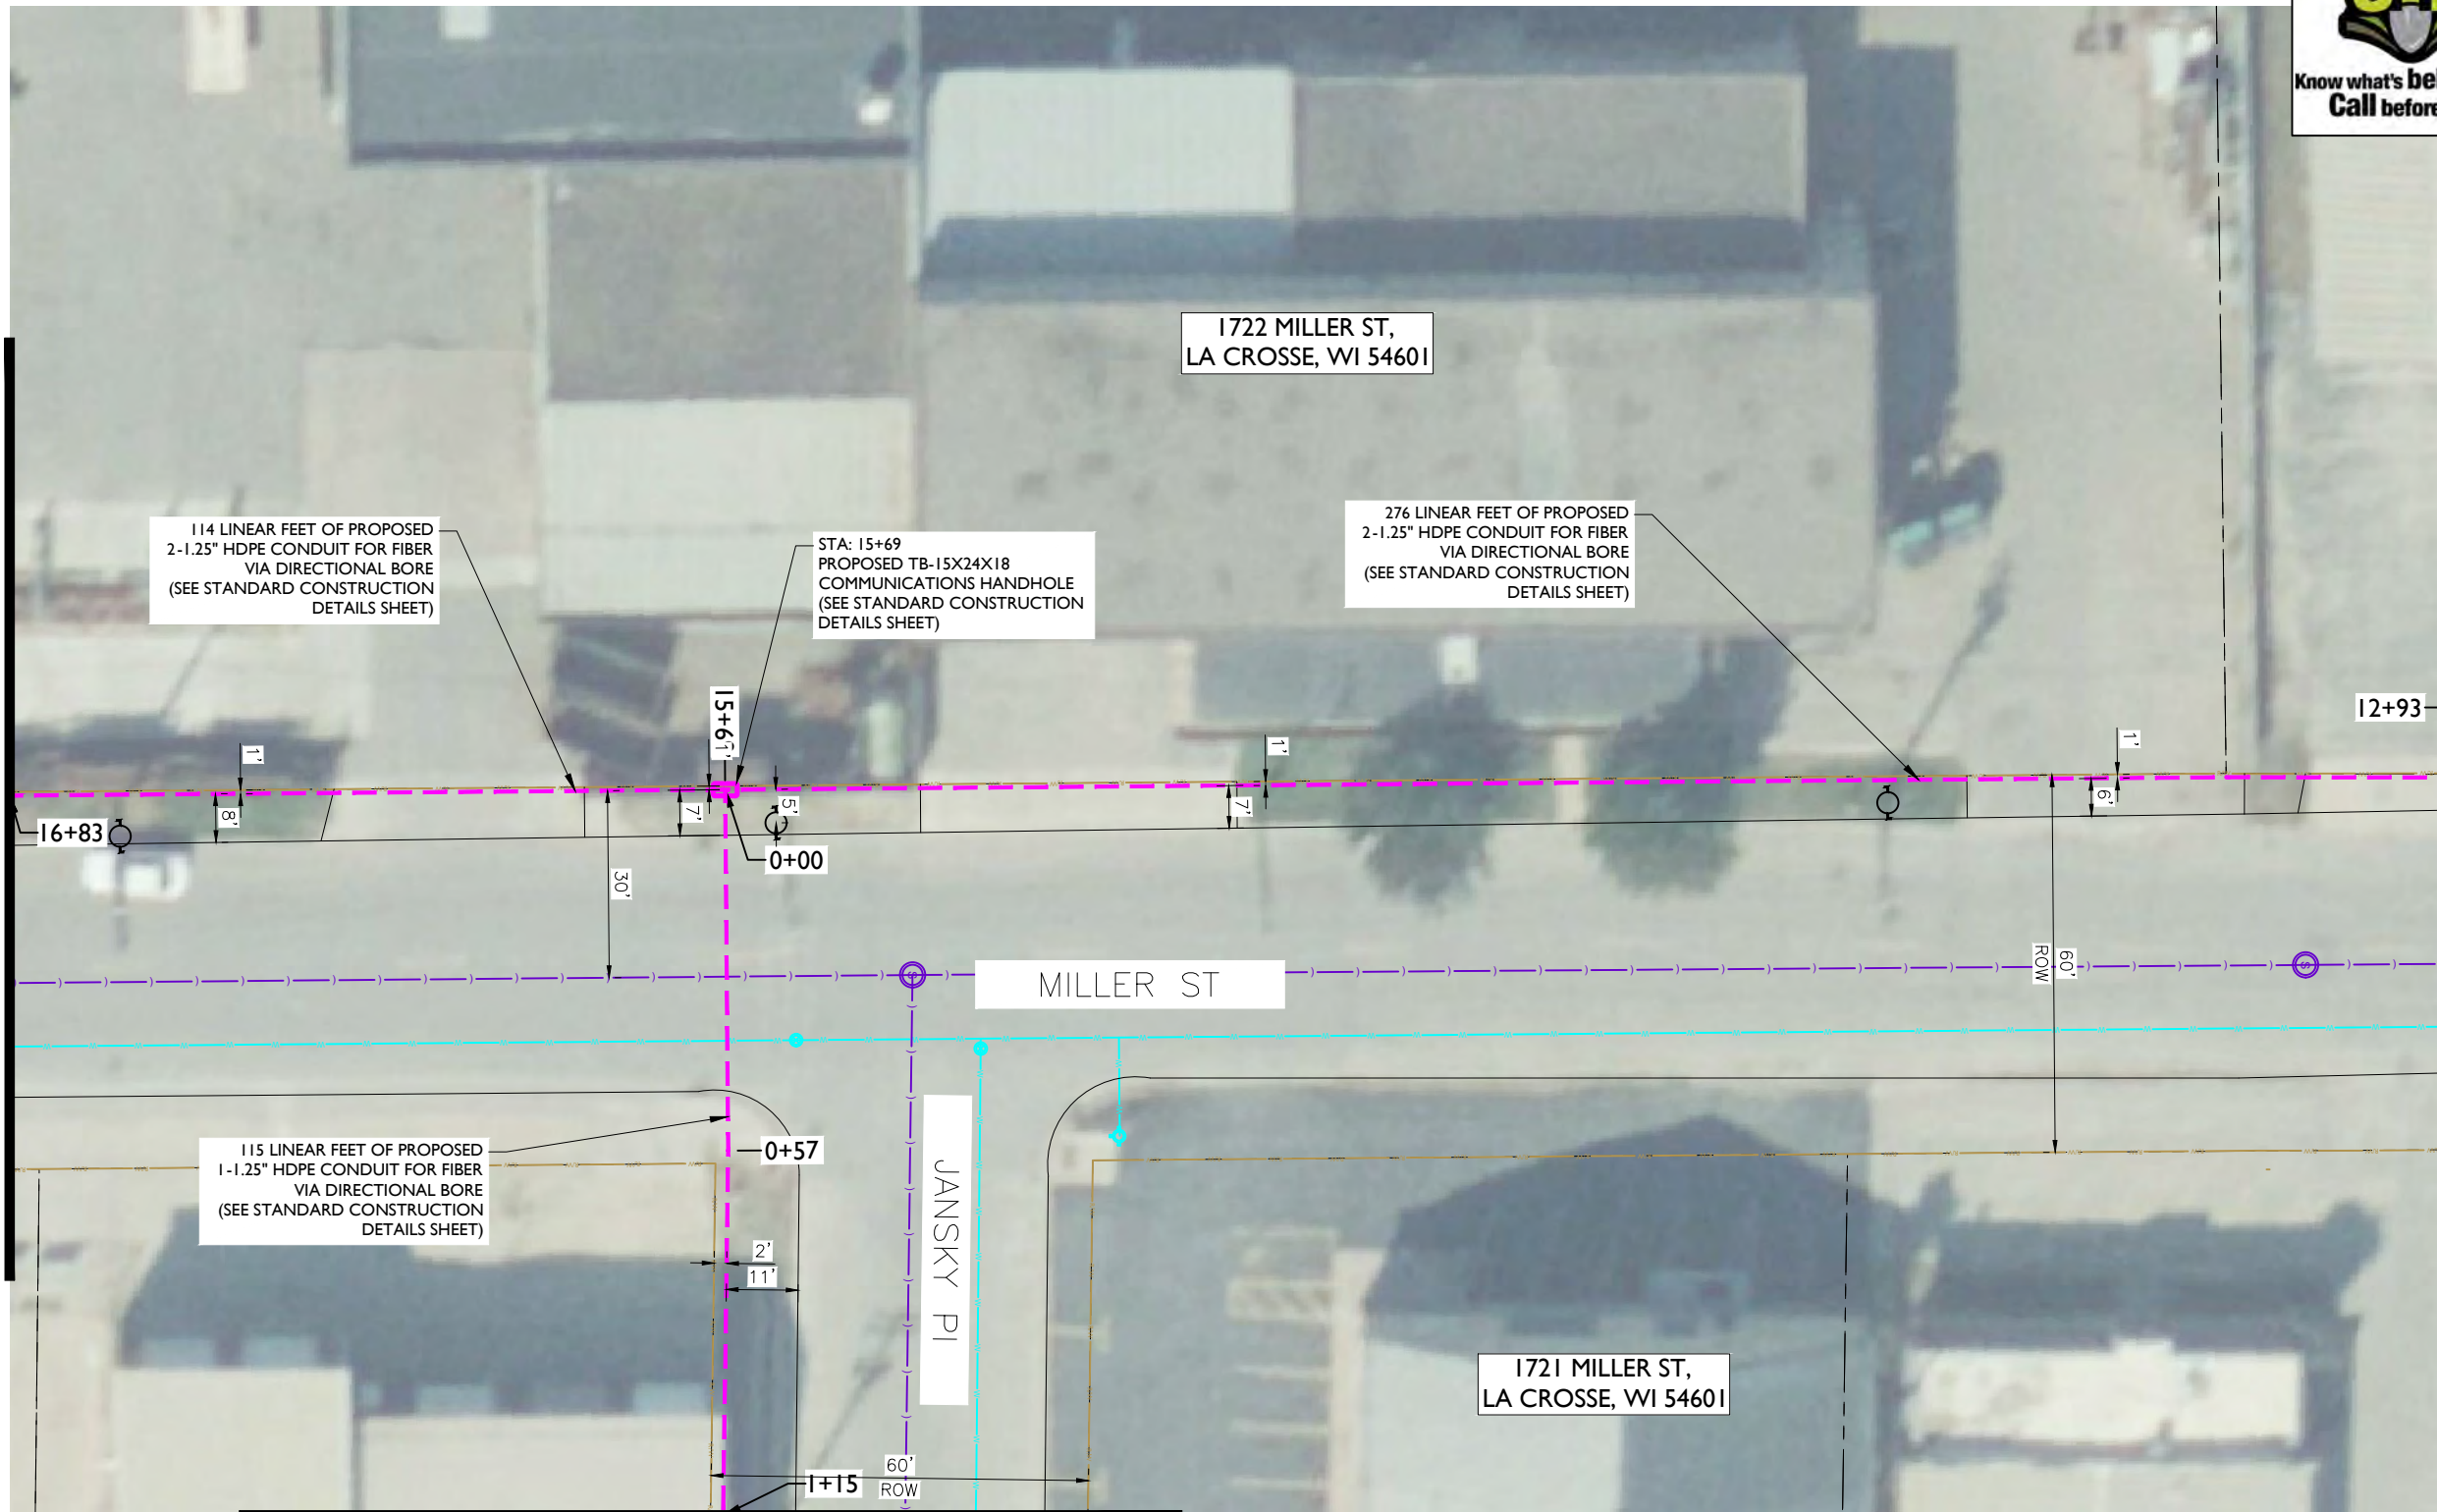 Know what's
Call before
1722 MILLER ST,
LA CROSSE, WI 54601
114 LINEAR FEET OF PROPOSED
2-1.25" HDPE CONDUIT FOR FIBER
VIA DIRECTIONAL BORE
(SEE STANDARD CONSTRUCTION
DETAILS SHEET)
STA: 15+69
PROPOSED TB-15X24X18
COMMUNICATIONS HANDHOLE
(SEE STANDARD CONSTRUCTION
DETAILS SHEET)
276 LINEAR FEET OF PROPOSED
2-1.25" HDPE CONDUIT FOR FIBER
VIA DIRECTIONAL BORE
(SEE STANDARD CONSTRUCTION
DETAILS SHEET)
12+93
15+69
1'
1'
1'
1'
8'
7'
5'
7'
6'
16+83
0+00
30'
60'
ROW
MILLER ST
115 LINEAR FEET OF PROPOSED
1-1.25" HDPE CONDUIT FOR FIBER
VIA DIRECTIONAL BORE
(SEE STANDARD CONSTRUCTION
DETAILS SHEET)
0+57
JANSKY Pl
2'
11'
1721 MILLER ST,
LA CROSSE, WI 54601
60'
ROW
1+15